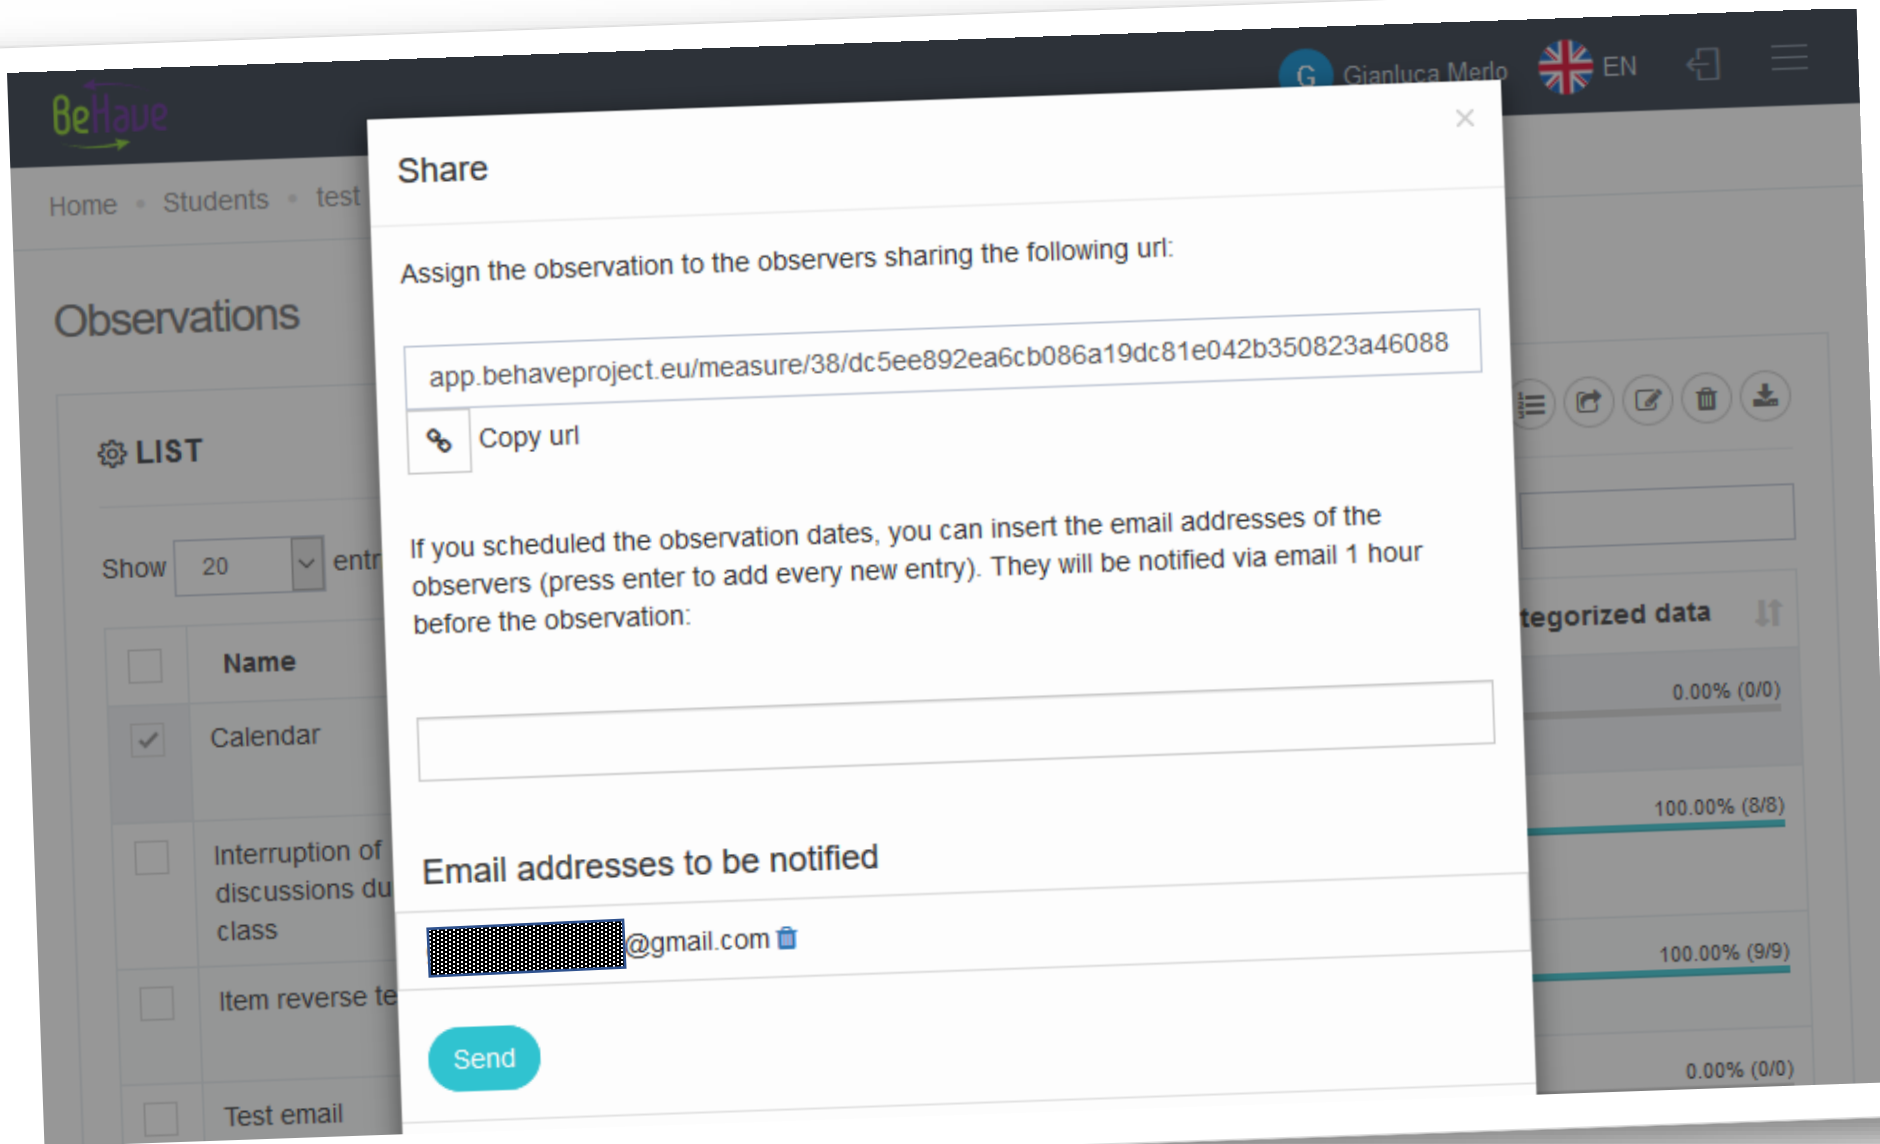 BeHave
G Gianluca Merlo EN
Home • Students • test
Share
×
Assign the observation to the observers sharing the following url:
Observations
app.behaveproject.eu/measure/38/dc5ee892ea6cb086a19dc81e042b350823a46088
Copy url
LIST
If you scheduled the observation dates, you can insert the email addresses of the
observers (press enter to add every new entry). They will be notified via email 1 hour
before the observation:
Show 20 entr
Name
tegorized data
Calendar
0.00% (0/0)
Interruption of
discussions du
class
100.00% (8/8)
Email addresses to be notified
@gmail.com
Item reverse te
100.00% (9/9)
Send
Test email
0.00% (0/0)